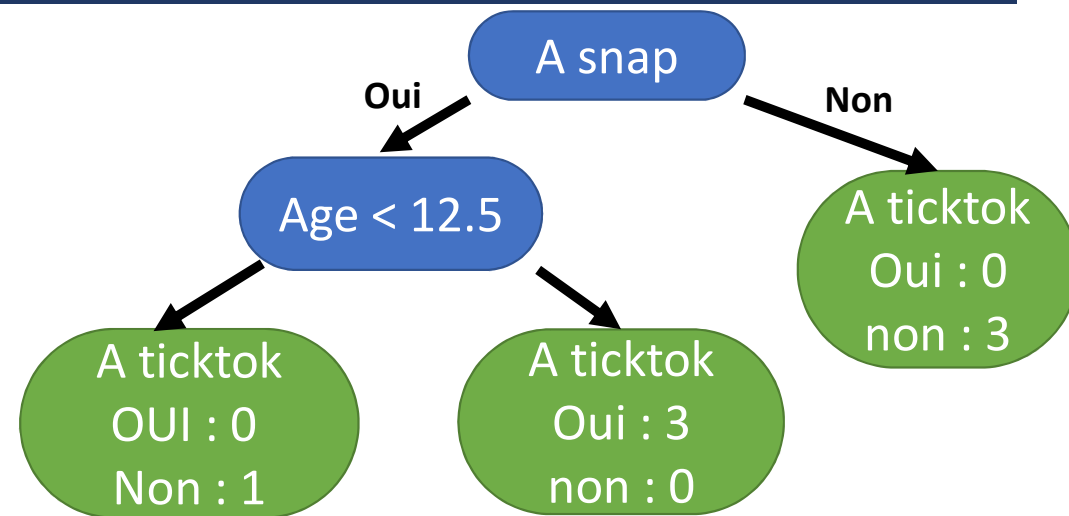 A snap
Oui
Non
Age < 12.5
A ticktok
Oui : 0
non : 3
A ticktok
OUI : 0
Non : 1
A ticktok
Oui : 3
non : 0